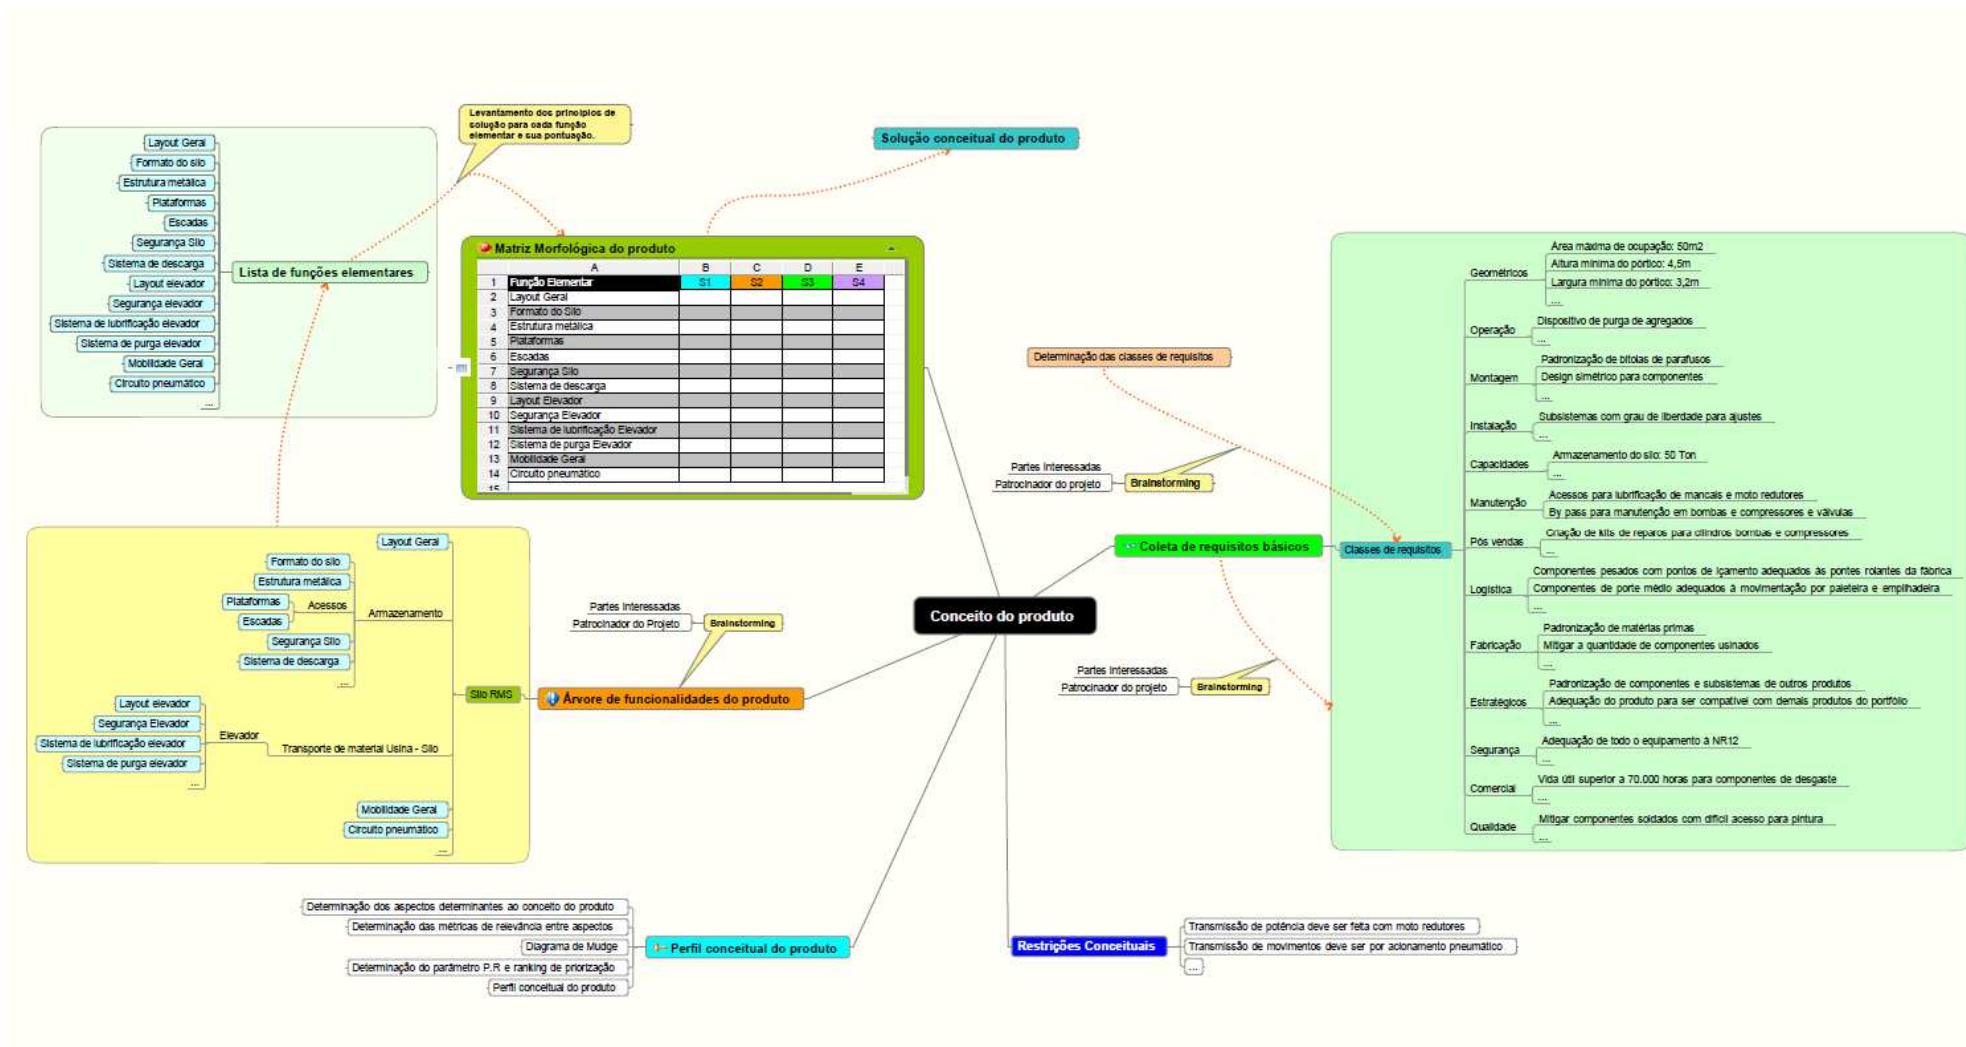 Levantamento dos princípios de
solução para cada função
elementar e sua pontuação.
Solução conceitual do produto
Layout Geral
Formato do silo
Estrutura metálica
Plataformas
Escadas
Segurança Silo
Sistema de descarga
Layout elevador
Segurança elevador
Sistema de lubrificação elevador
Sistema de purga elevador
Mobilidade Geral
Circuito pneumático
...
Lista de funções elementares
Matriz Morfológica do produto
A B C D E
1 Função Elementar S1 S2 S3 S4
2 Layout Geral
3 Formato do Silo
4 Estrutura metálica
5 Plataformas
6 Escadas
7 Segurança Silo
8 Sistema de descarga
9 Layout Elevador
10 Segurança Elevador
11 Sistema de lubrificação Elevador
12 Sistema de purga Elevador
13 Mobilidade Geral
14 Circuito pneumático
15
Determinação das classes de requisitos
Partes Interessadas
Patrocinador do projeto
Brainstorming
Coleta de requisitos básicos
Classes de requisitos
Geométricos
Área máxima de ocupação: 50m2
Altura mínima do pórtico: 4,5m
Largura mínima do pórtico: 3,2m
...
Operação
Dispositivo de purga de agregados
...
Montagem
Padronização de bitolas de parafusos
Design simétrico para componentes
...
Instalação
Subsistemas com grau de liberdade para ajustes
...
Capacidades
Armazenamento do silo: 50 Ton
...
Manutenção
Acessos para lubrificação de mancais e moto redutores
By pass para manutenção em bombas e compressores e válvulas
Pós vendas
Criação de kits de reparos para cilindros bombas e compressores
...
Logística
Componentes pesados com pontos de içamento adequados às pontes rolantes da fábrica
Componentes de porte médio adequados à movimentação por paleteira e empilhadeira
...
Fabricação
Padronização de matérias primas
Mitigar a quantidade de componentes usinados
...
Estratégicos
Padronização de componentes e subsistemas de outros produtos
Adequação do produto para ser compatível com demais produtos do portfólio
...
Segurança
Adequação de todo o equipamento à NR12
...
Comercial
Vida útil superior a 70.000 horas para componentes de desgaste
...
Qualidade
Mitigar componentes soldados com difícil acesso para pintura
...
Conceito do produto
Partes Interessadas
Patrocinador do projeto
Brainstorming
Partes Interessadas
Patrocinador do Projeto
Brainstorming
Árvore de funcionalidades do produto
Silo RMS
Layout Geral
Armazenamento
Formato do silo
Estrutura metálica
Acessos
Plataformas
Escadas
Segurança Silo
Sistema de descarga
...
Transporte de material Usina - Silo
Elevador
Layout elevador
Segurança Elevador
Sistema de lubrificação elevador
Sistema de purga elevador
...
Mobilidade Geral
Circuito pneumático
...
Determinação dos aspectos determinantes ao conceito do produto
Determinação das métricas de relevância entre aspectos
Diagrama de Mudge
Determinação do parâmetro P.R e ranking de priorização
Perfil conceitual do produto
Perfil conceitual do produto
Restrições Conceituais
Transmissão de potência deve ser feita com moto redutores
Transmissão de movimentos deve ser por acionamento pneumático
...